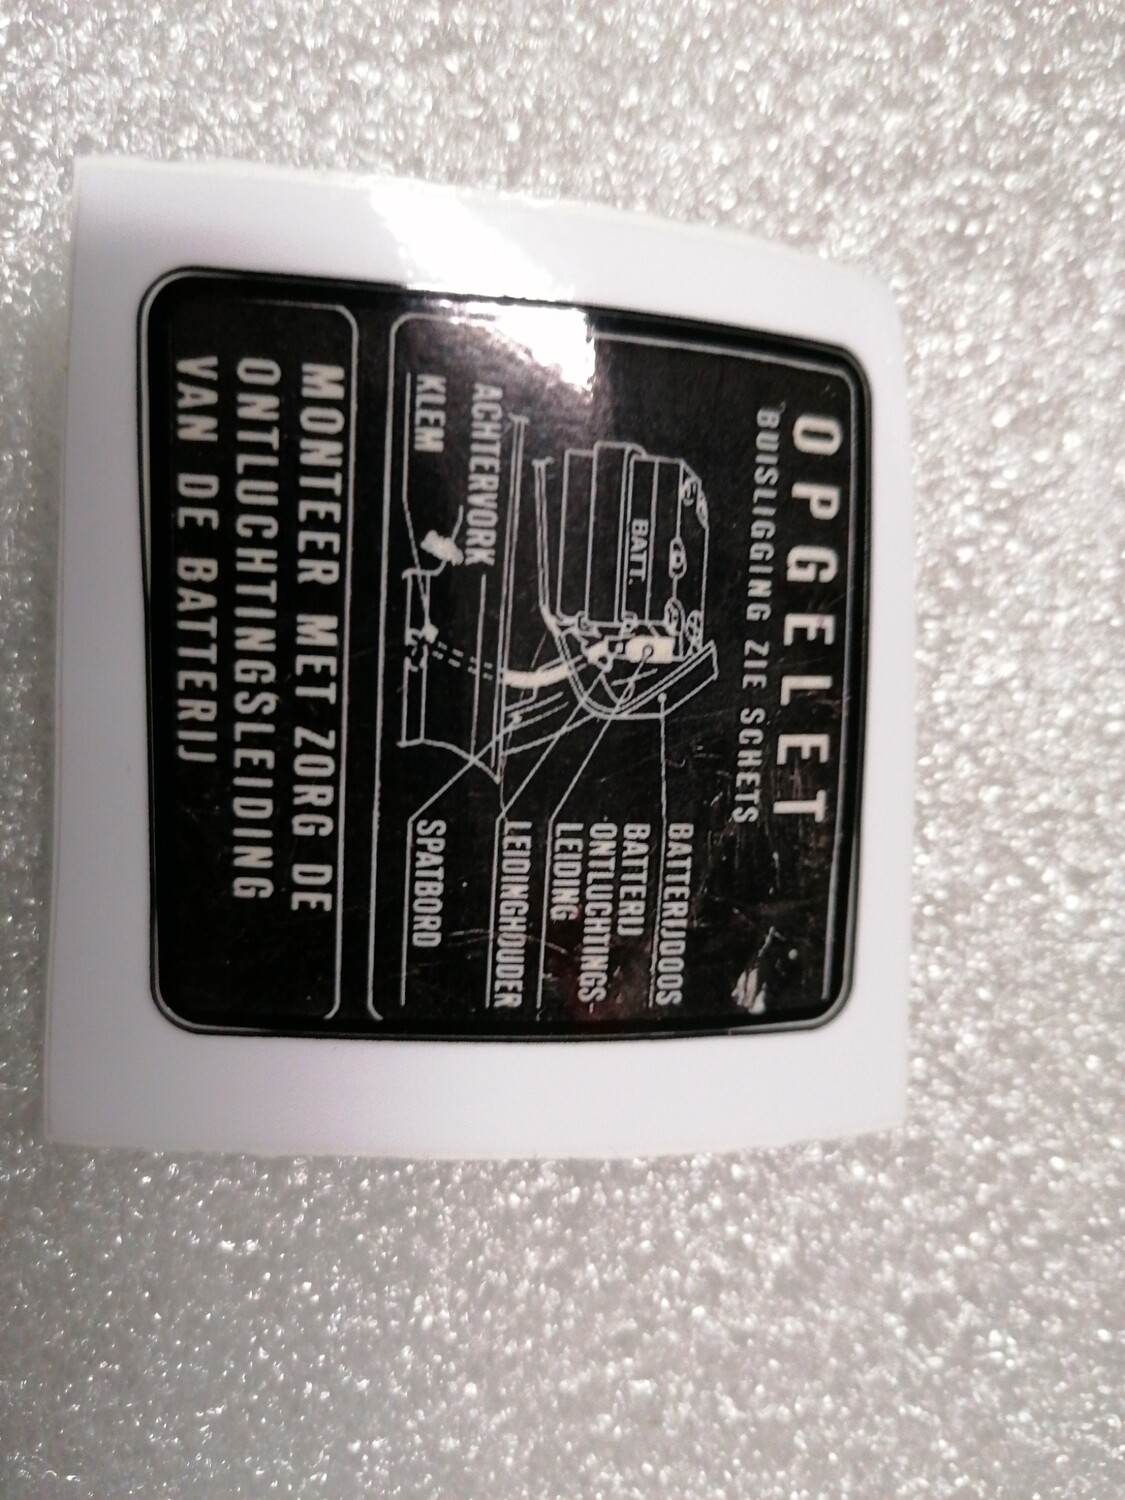 OPGELET
BUISLIGGING ZIE SCHETS
BATT.
BATTERIJDOOS
BATTERIJ
ONTLUCHTINGS-
LEIDING
LEIDINGHOUDER
SPATBORD
ACHTERVORK
KLEM
MONTEER MET ZORG DE
ONTLUCHTINGSLEIDING
VAN DE BATTERIJ